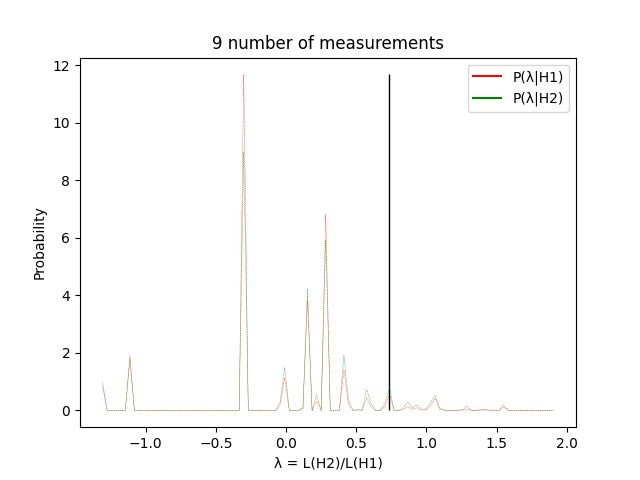 9 number of measurements
P(λ|H1)
P(λ|H2)
Probability
12
10
8
6
4
2
0
−1.0 −0.5 0.0 0.5 1.0 1.5 2.0
λ = L(H2)/L(H1)